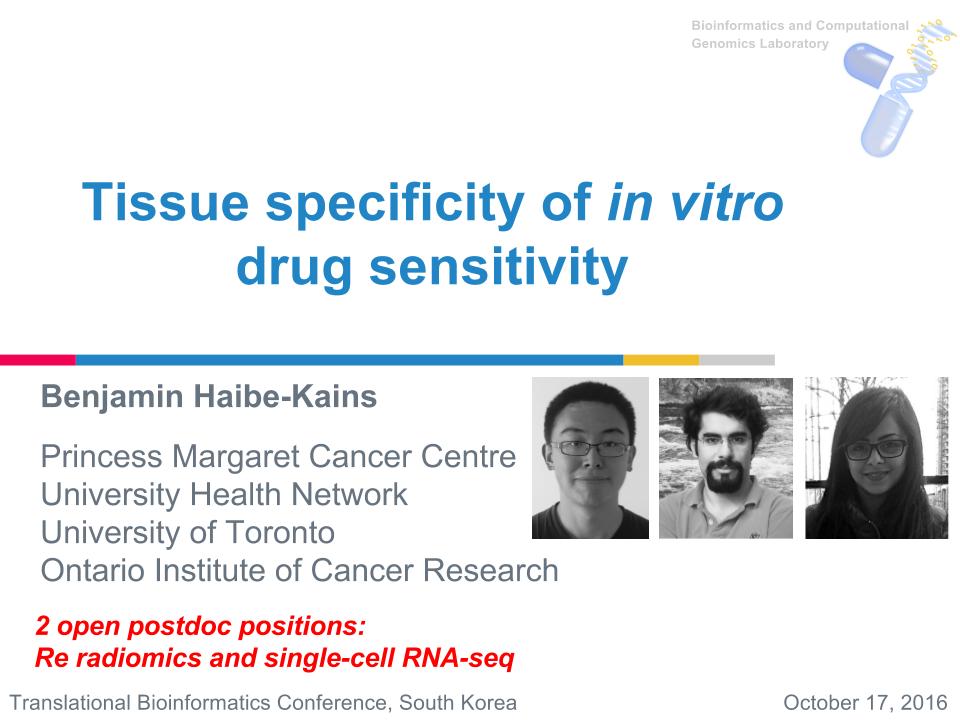 Bioinformatics and Computational
Genomics Laboratory
Tissue specificity of in vitro
drug sensitivity
Benjamin Haibe-Kains
Princess Margaret Cancer Centre
University Health Network
University of Toronto
Ontario Institute of Cancer Research
2 open postdoc positions:
Re radiomics and single-cell RNA-seq
Translational Bioinformatics Conference, South Korea
October 17, 2016